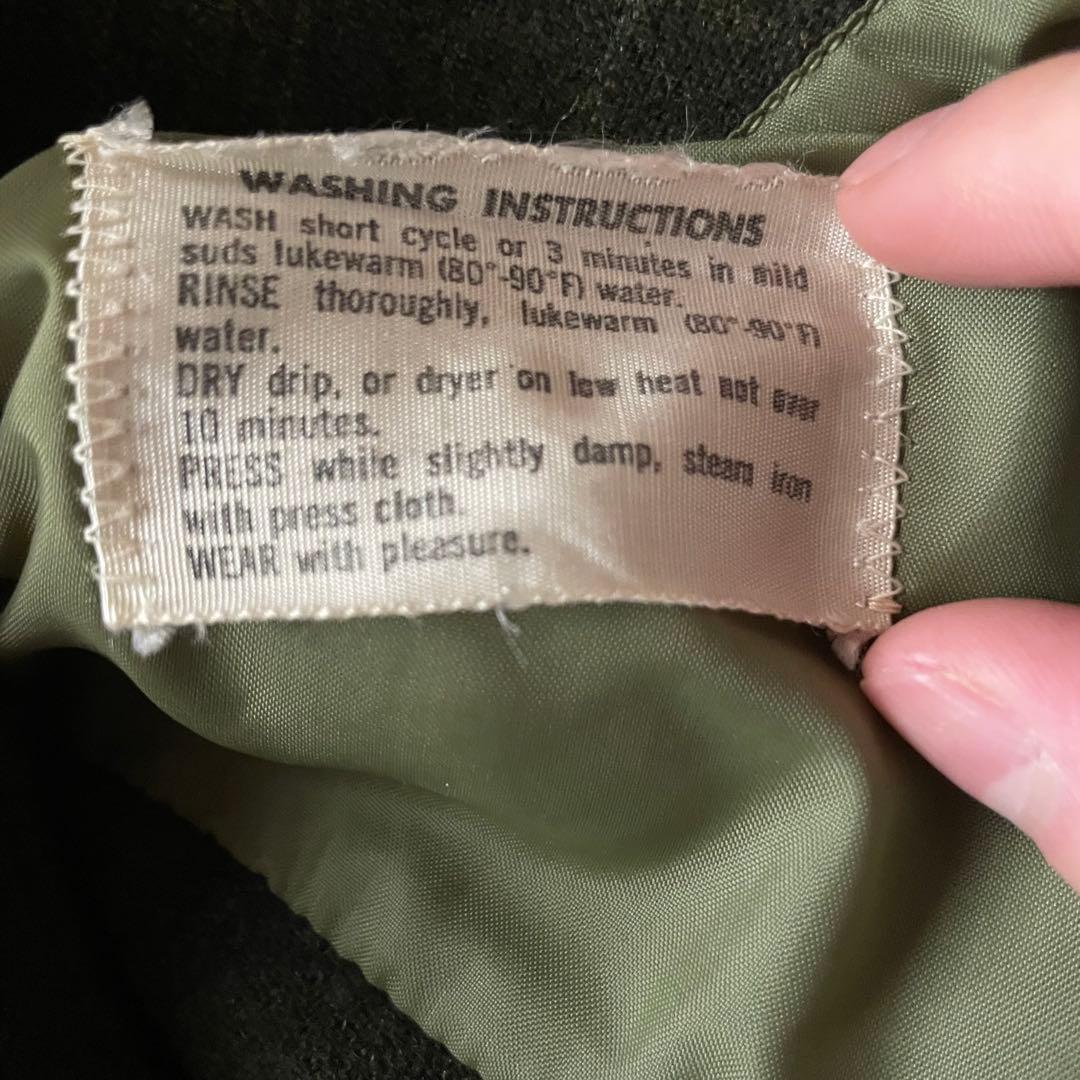 WASHING INSTRUCTIONS
WASH short cycle or 3 minutes in mild
suds lukewarm (80°-90°F) water.
RINSE thoroughly, lukewarm (80°-90°F)
water.
DRY drip, or dryer on low heat not over
10 minutes.
PRESS while slightly damp, steam iron
with press cloth.
WEAR with pleasure.